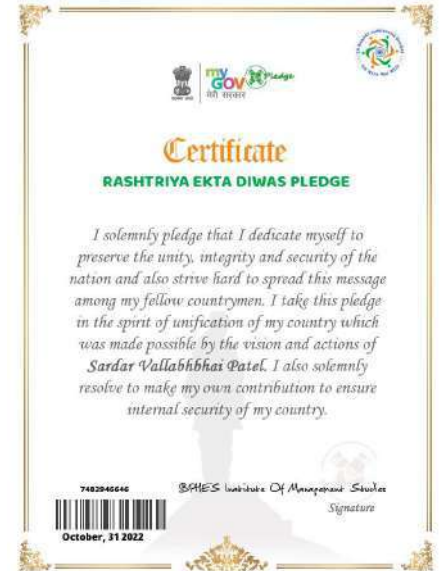 my
GOV
मेरी सरकार
Pledge
Certificate
RASHTRIYA EKTA DIWAS PLEDGE
I solemnly pledge that I dedicate myself to
preserve the unity, integrity and security of the
nation and also strive hard to spread this message
among my fellow countrymen. I take this pledge
in the spirit of unification of my country which
was made possible by the vision and actions of
Sardar Vallabhbhai Patel. I also solemnly
resolve to make my own contribution to ensure
internal security of my country.
7482945646
BPHES Institute Of Management Studies
Signature
October, 31 2022